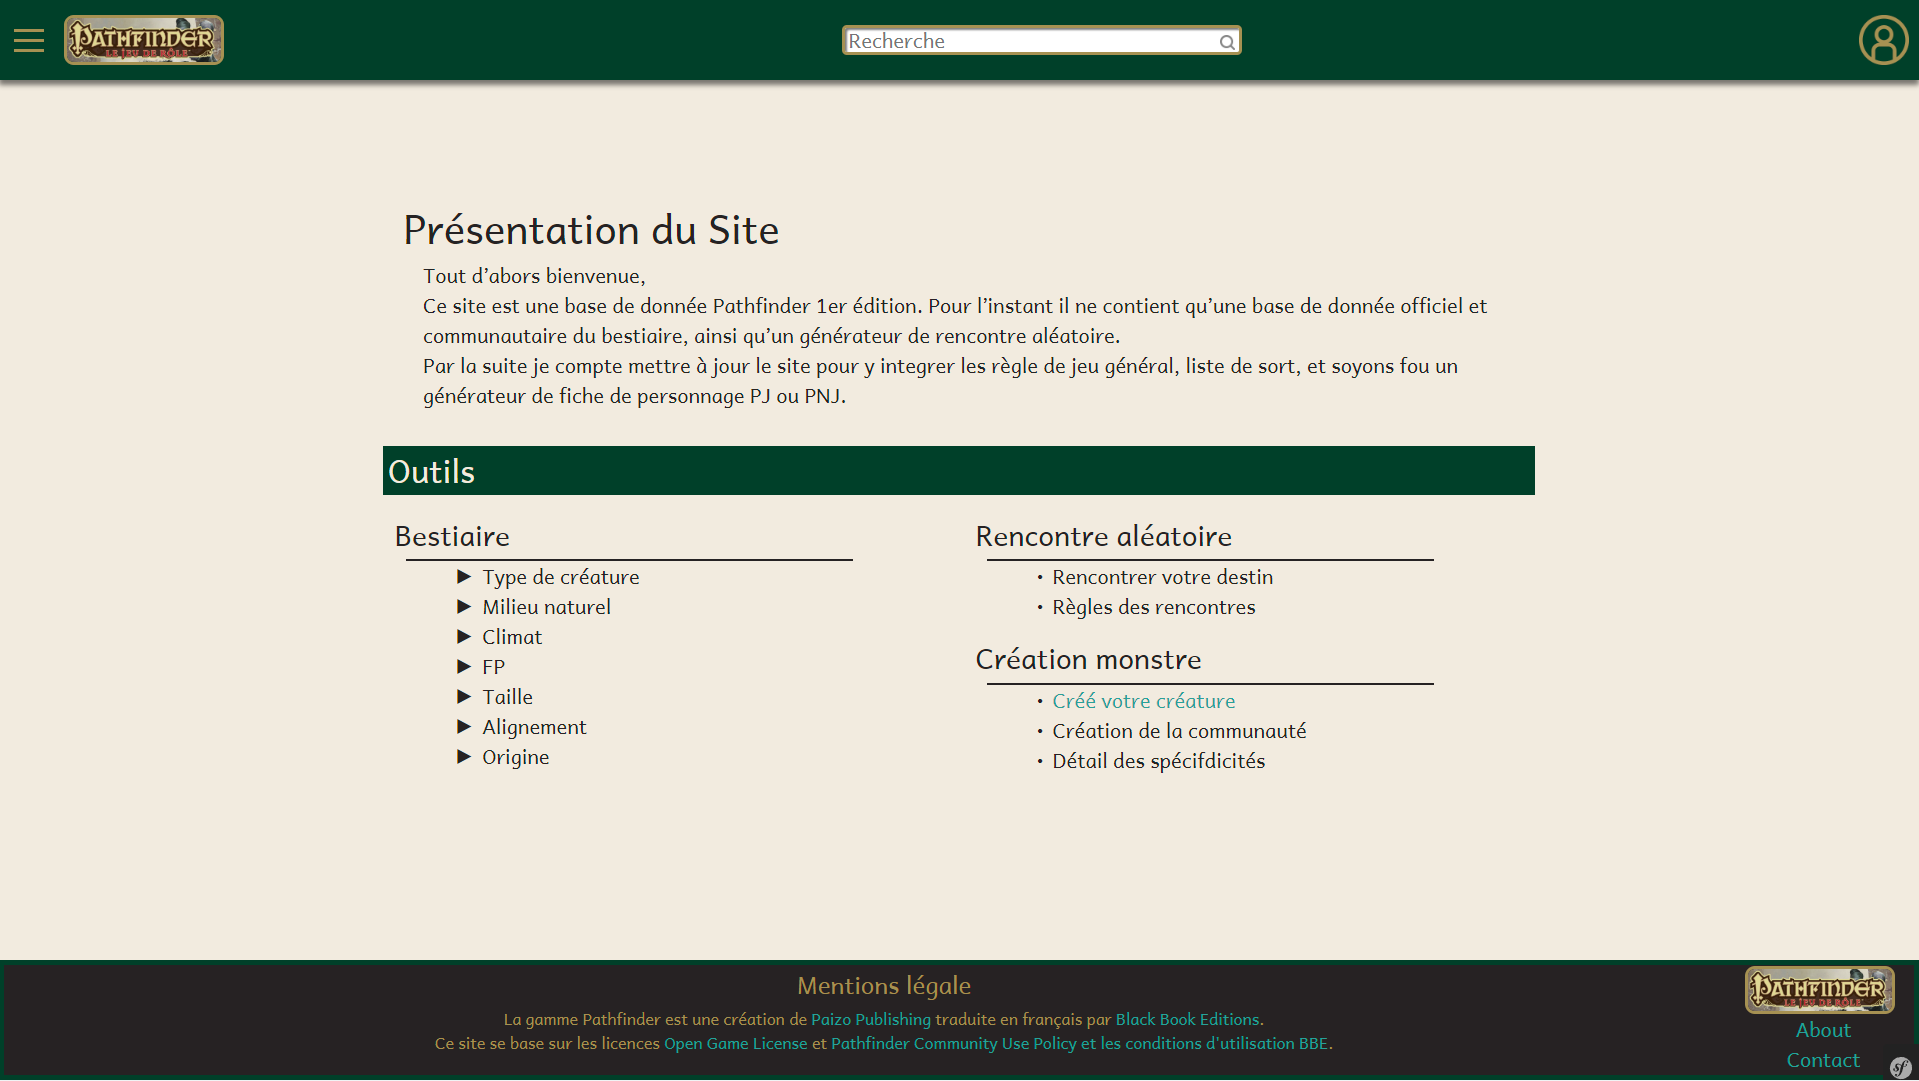 PATHFINDER
LE JEU DE RÔLE
Recherche
Présentation du Site
Tout d’abors bienvenue,
Ce site est une base de donnée Pathfinder 1er édition. Pour l’instant il ne contient qu’une base de donnée officiel et
communautaire du bestiaire, ainsi qu’un générateur de rencontre aléatoire.
Par la suite je compte mettre à jour le site pour y integrer les règle de jeu général, liste de sort, et soyons fou un
générateur de fiche de personnage PJ ou PNJ.
Outils
Bestiaire
Type de créature
Milieu naturel
Climat
FP
Taille
Alignement
Origine
Rencontre aléatoire
• Rencontrer votre destin
• Règles des rencontres
Création monstre
• Créé votre créature
• Création de la communauté
• Détail des spécifdicités
Mentions légale
La gamme Pathfinder est une création de Paizo Publishing traduite en français par Black Book Editions.
Ce site se base sur les licences Open Game License et Pathfinder Community Use Policy et les conditions d'utilisation BBE.
PATHFINDER
LE JEU DE RÔLE
About
Contact
sf